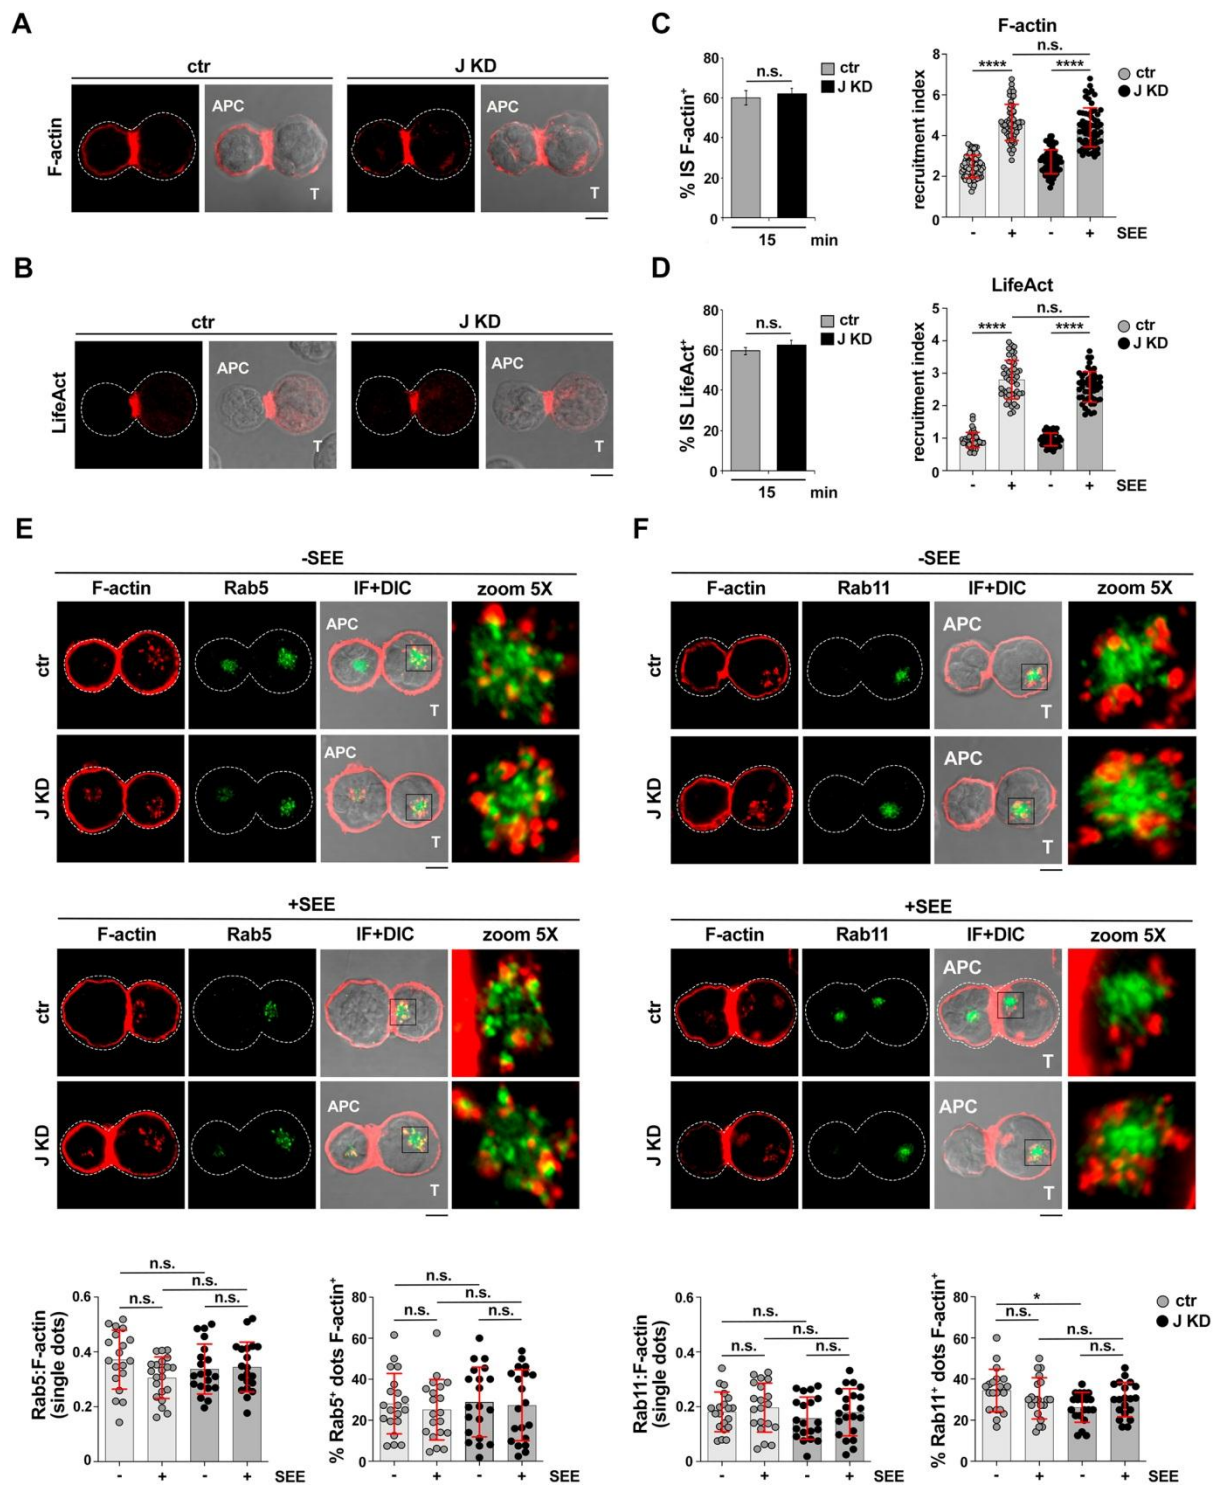 A
ctr
J KD
F-actin
APC
T
APC
T
C
% IS F-actin⁺
80
60
40
20
0
n.s.
ctr
J KD
15
min
F-actin
recruitment index
8
6
4
2
0
n.s.
****
****
ctr
J KD
-
+
-
+
SEE
B
ctr
J KD
LifeAct
APC
T
APC
T
D
% IS LifeAct⁺
80
60
40
20
0
n.s.
ctr
J KD
15
min
LifeAct
recruitment index
5
4
3
2
1
0
n.s.
****
****
ctr
J KD
-
+
-
+
SEE
E
-SEE
F-actin
Rab5
IF+DIC
zoom 5X
ctr
APC
T
J KD
APC
T
+SEE
F-actin
Rab5
IF+DIC
zoom 5X
ctr
J KD
APC
T
Rab5:F-actin
(single dots)
0.6
0.4
0.2
0
n.s.
n.s.
n.s.
n.s.
-
+
-
+
% Rab5⁺ dots F-actin⁺
80
60
40
20
0
n.s.
n.s.
n.s.
n.s.
-
+
-
+
SEE
F
-SEE
F-actin
Rab11
IF+DIC
zoom 5X
ctr
APC
T
J KD
APC
T
+SEE
F-actin
Rab11
IF+DIC
zoom 5X
ctr
APC
T
J KD
APC
T
Rab11:F-actin
(single dots)
0.6
0.4
0.2
0
n.s.
n.s.
n.s.
n.s.
-
+
-
+
% Rab11⁺ dots F-actin⁺
80
60
40
20
0
*
n.s.
n.s.
n.s.
ctr
J KD
-
+
-
+
SEE